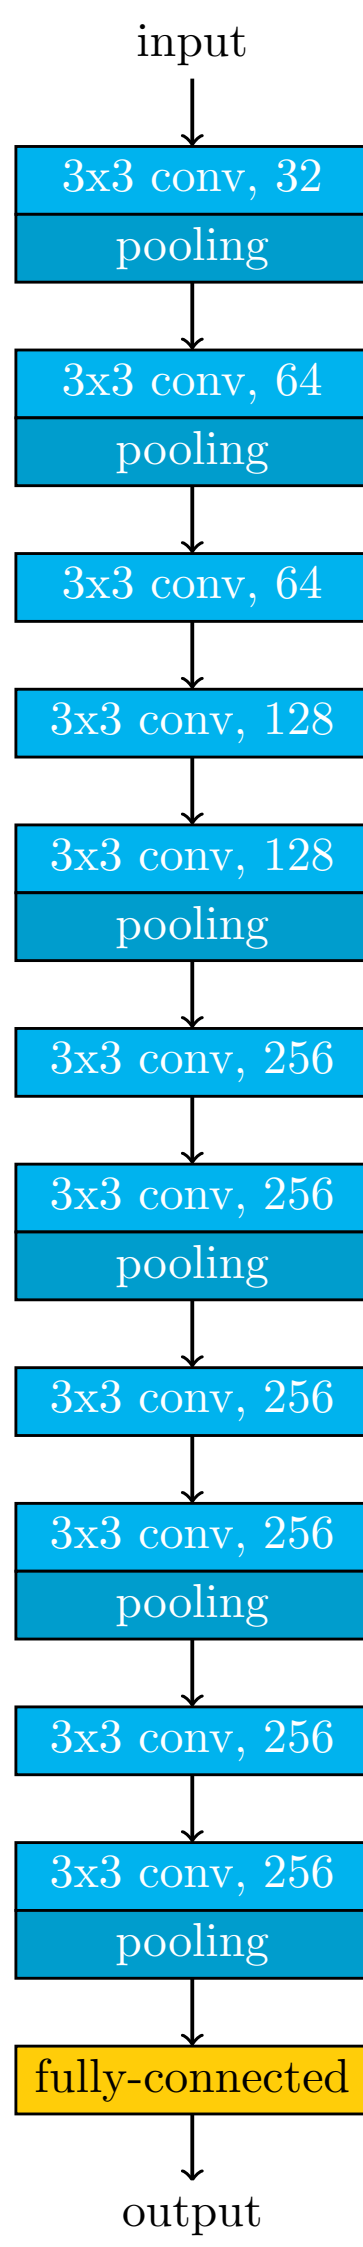 input
3x3 conv, 32
pooling
3x3 conv, 64
pooling
3x3 conv, 64
3x3 conv, 128
3x3 conv, 128
pooling
3x3 conv, 256
3x3 conv, 256
pooling
3x3 conv, 256
3x3 conv, 256
pooling
3x3 conv, 256
3x3 conv, 256
pooling
fully-connected
output